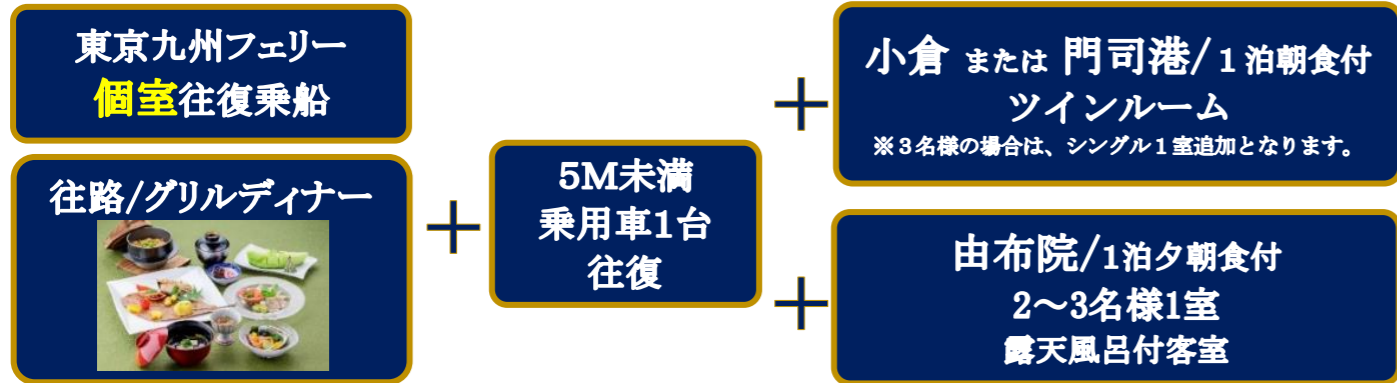 東京九州フェリー
個室往復乗船
往路/グリルディナー
+
5M未満
乗用車1台
往復
+
小倉 または 門司港/1泊朝食付
ツインルーム
※3名様の場合は、シングル1室追加となります。
+
由布院/1泊夕朝食付
2～3名様1室
露天風呂付客室